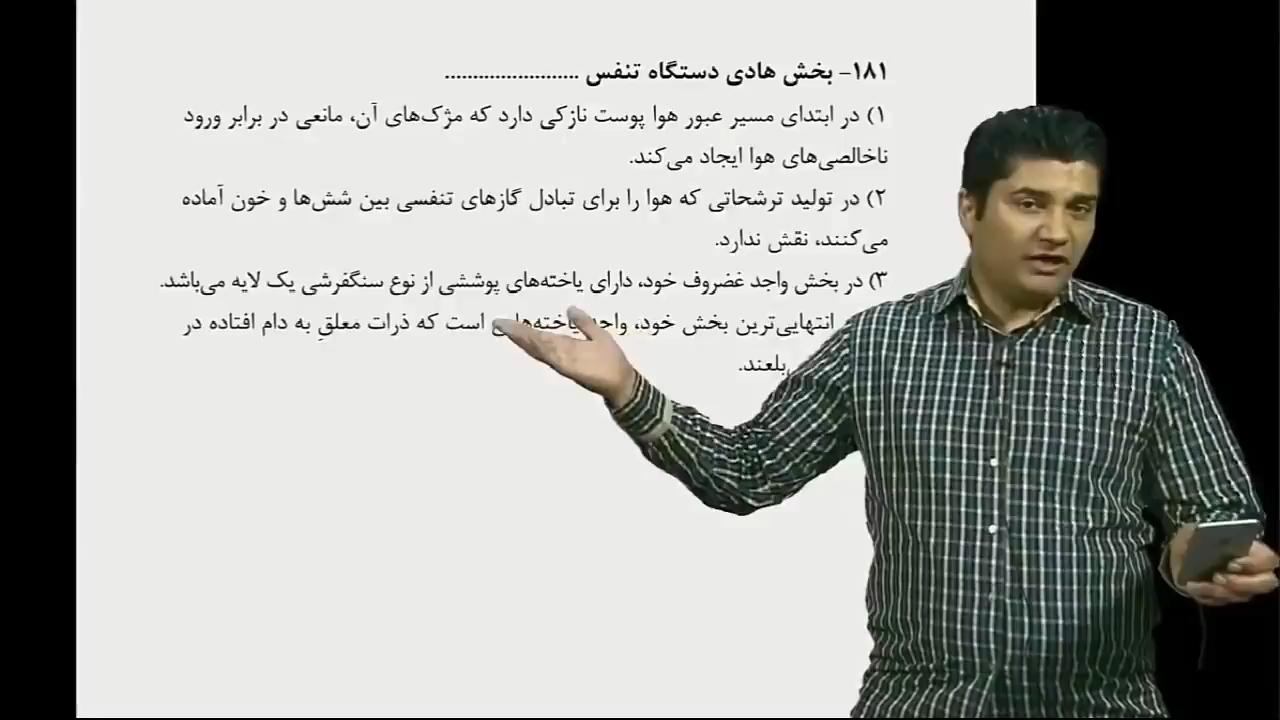 ۱۸۱- بخش هادی دستگاه تنفس ........................
۱) در ابتدای مسیر عبور هوا پوست نازکی دارد که مژک‌های آن، مانعی در برابر ورود
ناخالصی‌های هوا ایجاد می‌کند.
۲) در تولید ترشحاتی که هوا را برای تبادل گازهای تنفسی بین شش‌ها و خون آماده
می‌کنند، نقش ندارد.
۳) در بخش واجد غضروف خود، دارای یاخته‌های پوششی از نوع سنگفرشی یک لایه می‌باشد.
انتهایی‌ترین بخش خود، واجد است که ذرات معلقِ به دام افتاده در